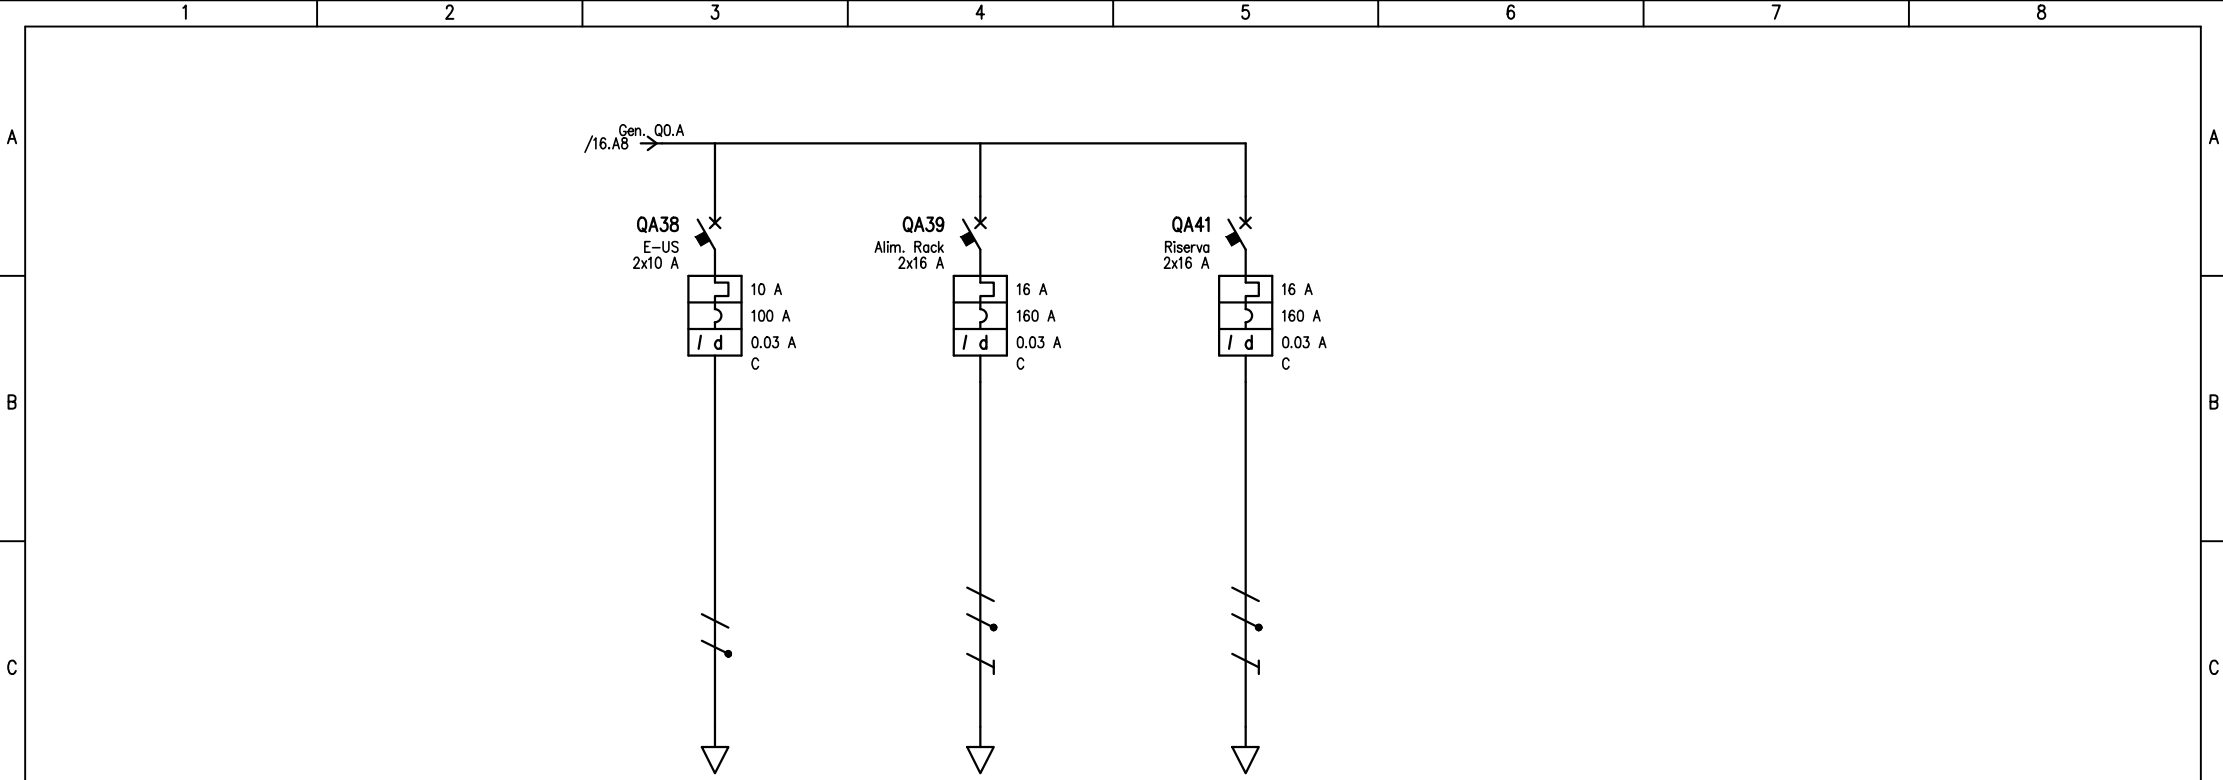 1 2 3 4 5 6 7 8
A A
Gen. Q0.A
/16.A8
QA38 QA39 QA41
E-US Alim. Rack Riserva
2x10 A 2x16 A 2x16 A
10 A 16 A 16 A
100 A 160 A 160 A
I d 0.03 A I d 0.03 A I d 0.03 A
C C C
B B
C C